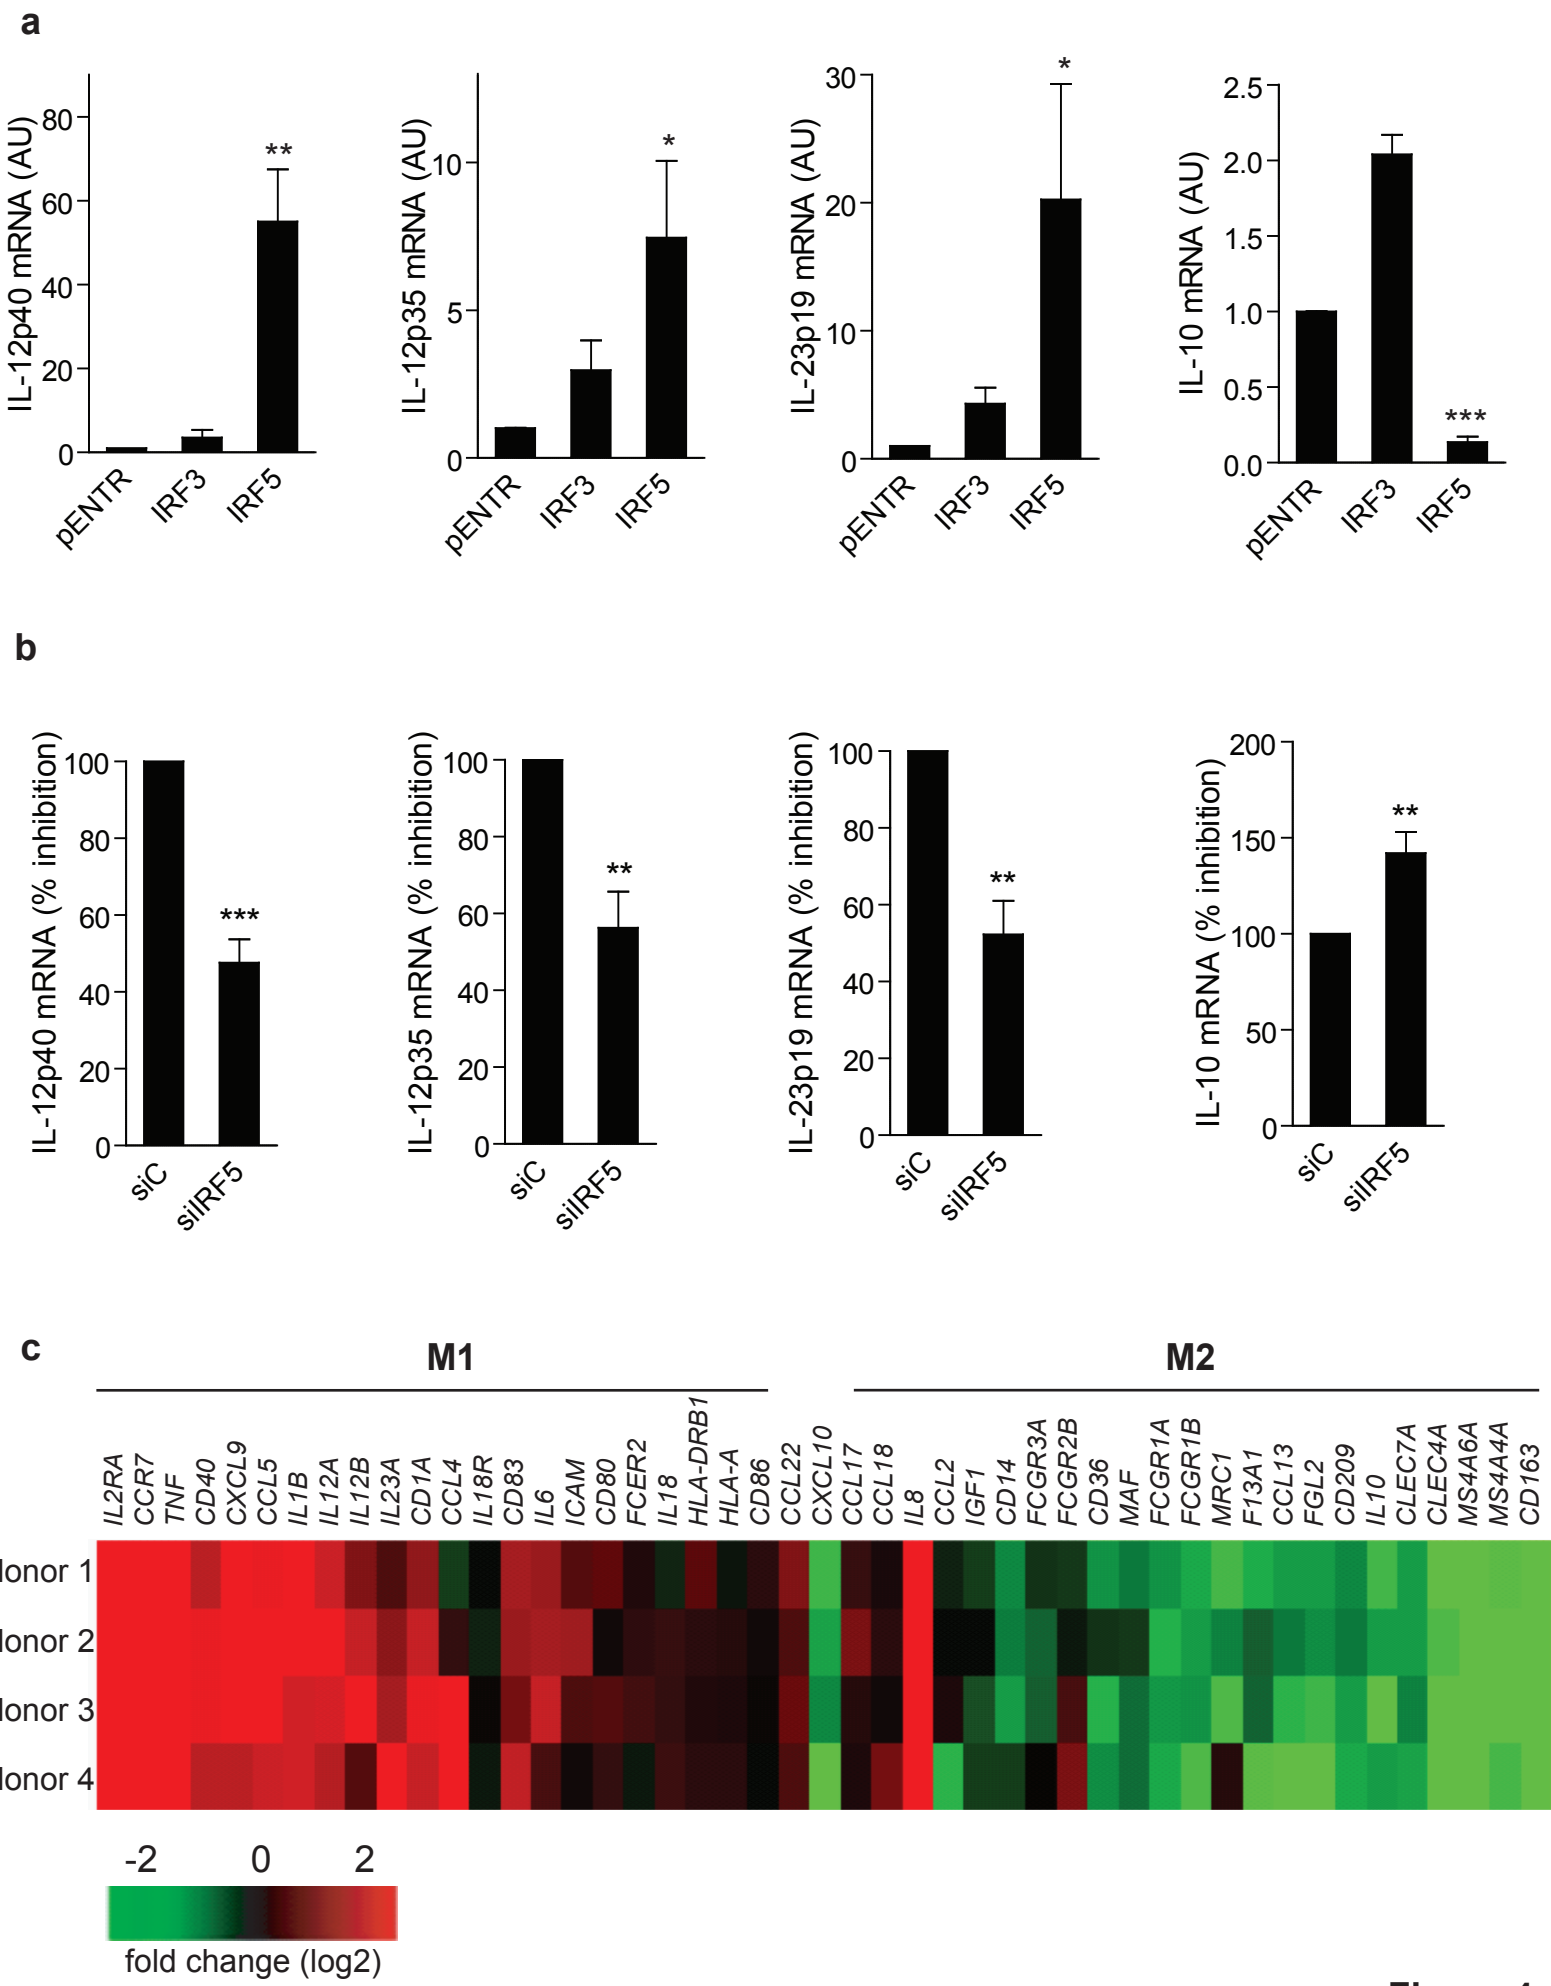 a
IL-12p40 mRNA (AU)
80
60
40
20
0
**
pENTR
IRF3
IRF5
IL-12p35 mRNA (AU)
10
5
0
*
pENTR
IRF3
IRF5
IL-23p19 mRNA (AU)
30
20
10
0
*
pENTR
IRF3
IRF5
IL-10 mRNA (AU)
2.5
2.0
1.5
1.0
0.5
0.0
***
pENTR
IRF3
IRF5
b
IL-12p40 mRNA (% inhibition)
100
80
60
40
20
0
***
siC
siIRF5
IL-12p35 mRNA (% inhibition)
100
80
60
40
20
0
**
siC
siIRF5
IL-23p19 mRNA (% inhibition)
100
80
60
40
20
0
**
siC
siIRF5
IL-10 mRNA (% inhibition)
200
150
100
50
0
**
siC
siIRF5
c
M1
M2
IL2RA
CCR7
TNF
CD40
CXCL9
CCL5
IL1B
IL12A
IL12B
IL23A
CD1A
CCL4
IL18R
CD83
IL6
ICAM
CD80
FCER2
IL18
HLA-DRB1
HLA-A
CD86
CCL22
CXCL10
CCL17
CCL18
IL8
CCL2
IGF1
CD14
FCGR3A
FCGR2B
CD36
MAF
FCGR1A
FCGR1B
MRC1
F13A1
CCL13
FGL2
CD209
IL10
CLEC7A
CLEC4A
MS4A6A
MS4A4A
CD163
onor 1
onor 2
onor 3
onor 4
-2 0 2
fold change (log2)